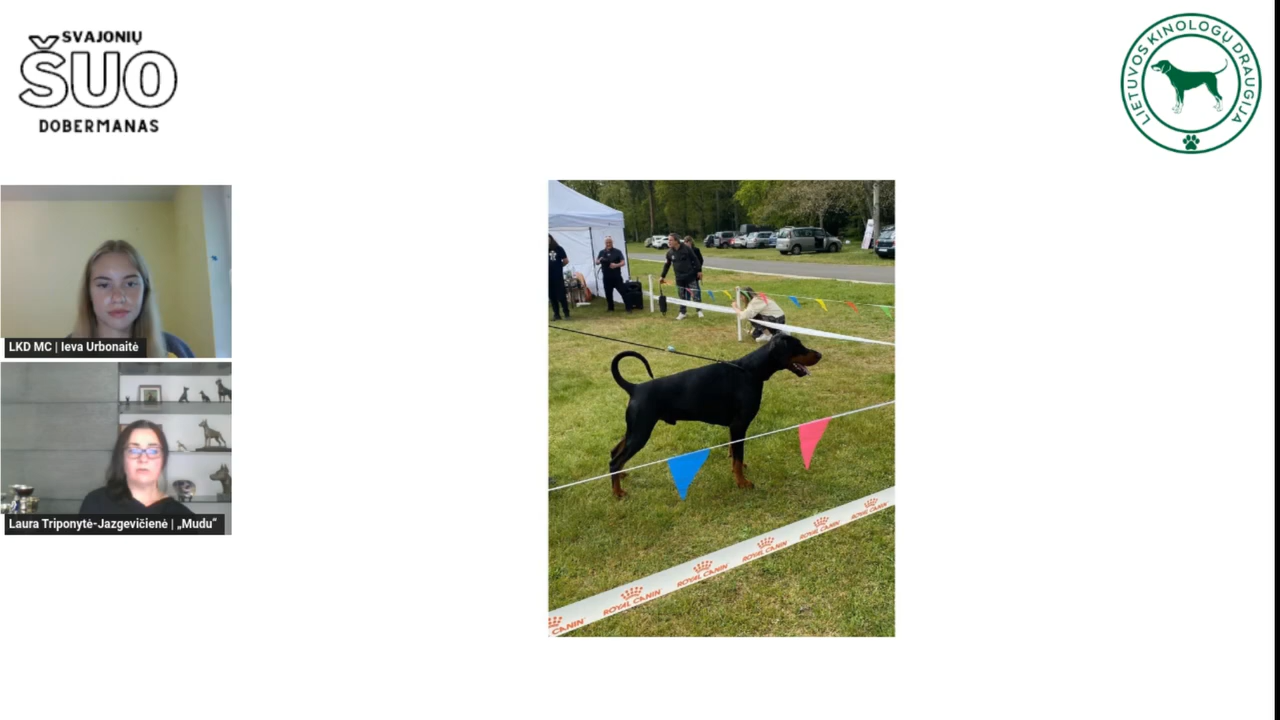 SVAJONIŲ
ŠUO
DOBERMANAS
LIETUVOS KINOLOGŲ DRAUGIJA
LKD MC | Ieva Urbonaitė
Laura Triponytė-Jazgevičienė | „Mudu“
CANIN
ROYAL CANIN
ROYAL CANIN
ROYAL CANIN
ROYAL CANIN
ROYAL CANIN